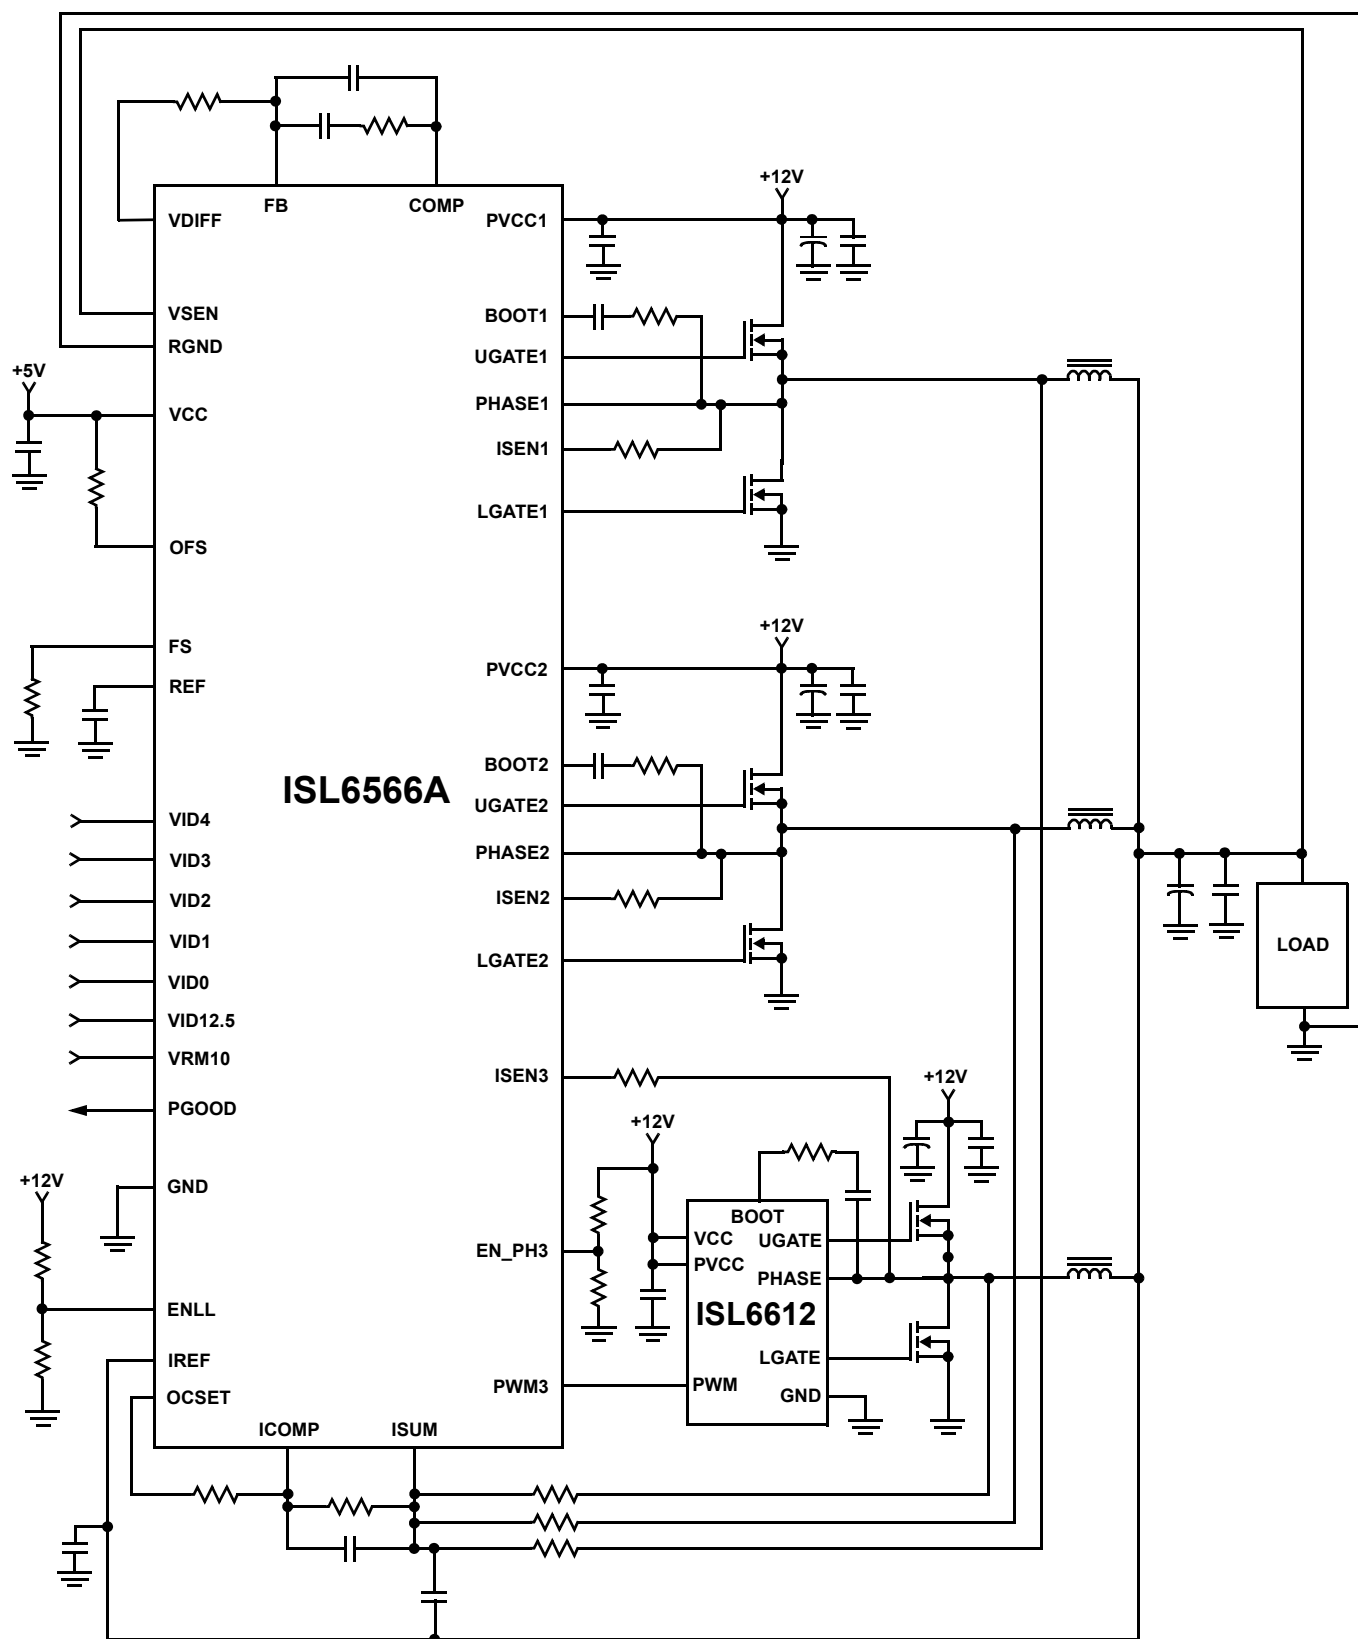 FB
COMP
VDIFF
VSEN
RGND
+5V
VCC
OFS
FS
REF
VID4
VID3
VID2
VID1
VID0
VID12.5
VRM10
PGOOD
+12V
GND
ENLL
IREF
OCSET
ICOMP
ISUM
ISL6566A
+12V
PVCC1
BOOT1
UGATE1
PHASE1
ISEN1
LGATE1
+12V
PVCC2
BOOT2
UGATE2
PHASE2
ISEN2
LGATE2
ISEN3
EN_PH3
PWM3
+12V
+12V
BOOT
VCC
UGATE
PVCC
PHASE
ISL6612
LGATE
PWM
GND
LOAD